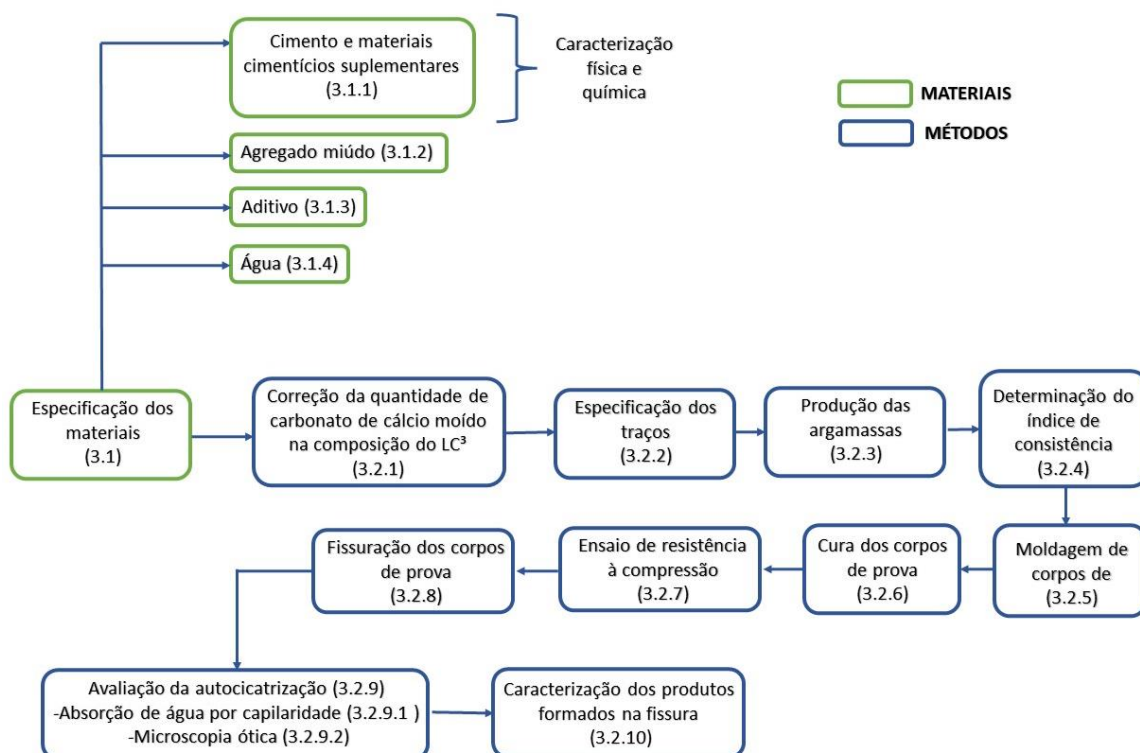 Cimento e materiais
cimentícios suplementares
(3.1.1)
Caracterização
física e
química
MATERIAIS
MÉTODOS
Agregado miúdo (3.1.2)
Aditivo (3.1.3)
Água (3.1.4)
Especificação dos
materiais
(3.1)
Correção da quantidade de
carbonato de cálcio moído
na composição do LC³
(3.2.1)
Especificação dos
traços
(3.2.2)
Produção das
argamassas
(3.2.3)
Determinação do
índice de
consistência
(3.2.4)
Moldagem de
corpos de
(3.2.5)
Cura dos corpos
de prova
(3.2.6)
Ensaio de resistência
à compressão
(3.2.7)
Fissuração dos corpos
de prova
(3.2.8)
Avaliação da autocicatrização (3.2.9)
-Absorção de água por capilaridade (3.2.9.1 )
-Microscopia ótica (3.2.9.2)
Caracterização dos produtos
formados na fissura
(3.2.10)